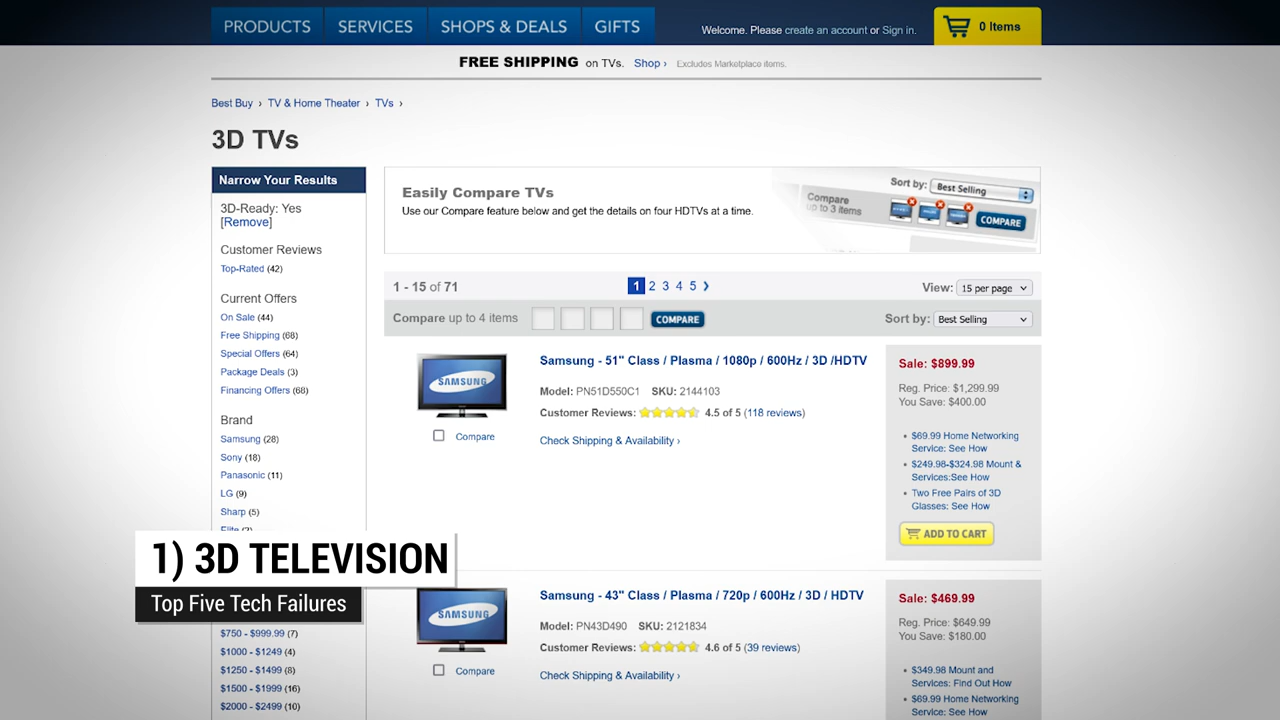 PRODUCTS SERVICES SHOPS & DEALS GIFTS
Welcome. Please create an account or Sign in.
0 Items
FREE SHIPPING on TVs. Shop › Excludes Marketplace items.
Best Buy › TV & Home Theater › TVs ›
3D TVs
Narrow Your Results
3D-Ready: Yes
[Remove]
Customer Reviews
Top-Rated (42)
Current Offers
On Sale (44)
Free Shipping (68)
Special Offers (64)
Package Deals (3)
Financing Offers (68)
Brand
Samsung (28)
Sony (18)
Panasonic (11)
LG (9)
Sharp (5)
$750 - $999.99 (7)
$1000 - $1249 (4)
$1250 - $1499 (8)
$1500 - $1999 (16)
$2000 - $2499 (10)
Easily Compare TVs
Use our Compare feature below and get the details on four HDTVs at a time.
Sort by: Best Selling
Compare
up to 3 items
COMPARE
1 - 15 of 71
1 2 3 4 5 ›
View: 15 per page
Compare up to 4 items
COMPARE
Sort by: Best Selling
SAMSUNG
Compare
Samsung - 51" Class / Plasma / 1080p / 600Hz / 3D /HDTV
Model: PN51D550C1 SKU: 2144103
Customer Reviews: 4.5 of 5 (118 reviews)
Check Shipping & Availability ›
Sale: $899.99
Reg. Price: $1,299.99
You Save: $400.00
• $69.99 Home Networking
Service: See How
• $249.98-$324.98 Mount &
Services:See How
• Two Free Pairs of 3D
Glasses: See How
ADD TO CART
SAMSUNG
Compare
Samsung - 43" Class / Plasma / 720p / 600Hz / 3D / HDTV
Model: PN43D490 SKU: 2121834
Customer Reviews: 4.6 of 5 (39 reviews)
Check Shipping & Availability ›
Sale: $469.99
Reg. Price: $649.99
You Save: $180.00
• $349.98 Mount and
Services: Find Out How
• $69.99 Home Networking
Service: See How
1) 3D TELEVISION
Top Five Tech Failures